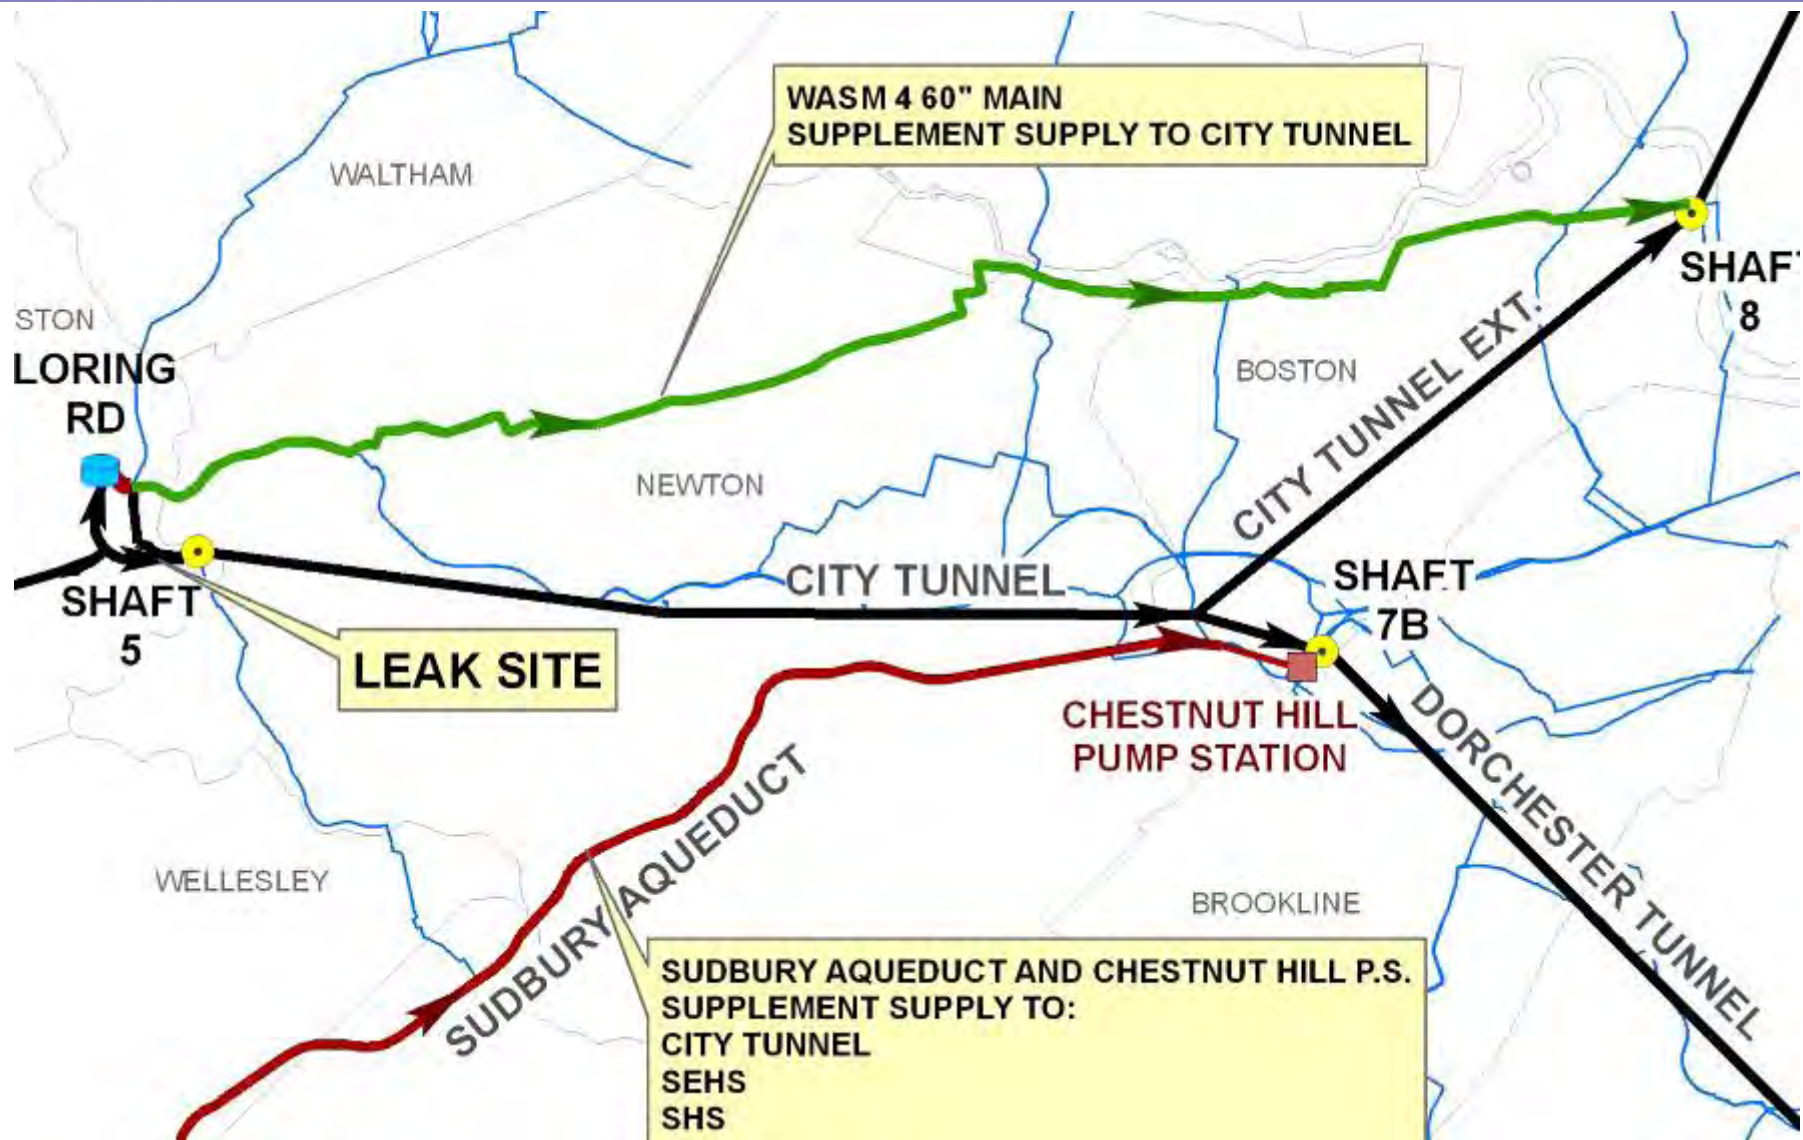 WASM 4 60" MAIN
SUPPLEMENT SUPPLY TO CITY TUNNEL
WALTHAM
STON
LORING
RD
SHAFT
8
BOSTON
CITY TUNNEL EXT.
NEWTON
CITY TUNNEL
SHAFT
5
SHAFT
7B
LEAK SITE
CHESTNUT HILL
PUMP STATION
DORCHESTER TUNNEL
SUDBURY AQUEDUCT
WELLESLEY
BROOKLINE
SUDBURY AQUEDUCT AND CHESTNUT HILL P.S.
SUPPLEMENT SUPPLY TO:
CITY TUNNEL
SEHS
SHS